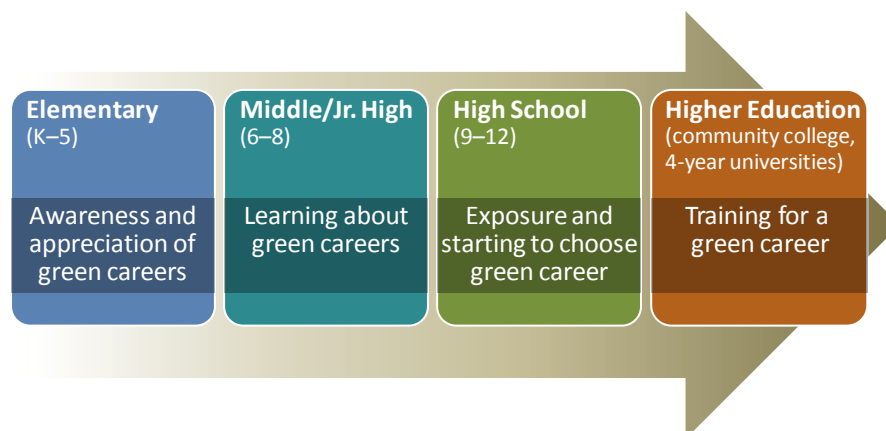 Elementary
(K–5)
Awareness and
appreciation of
green careers
Middle/Jr. High
(6–8)
Learning about
green careers
High School
(9–12)
Exposure and
starting to choose
green career
Higher Education
(community college,
4-year universities)
Training for a
green career